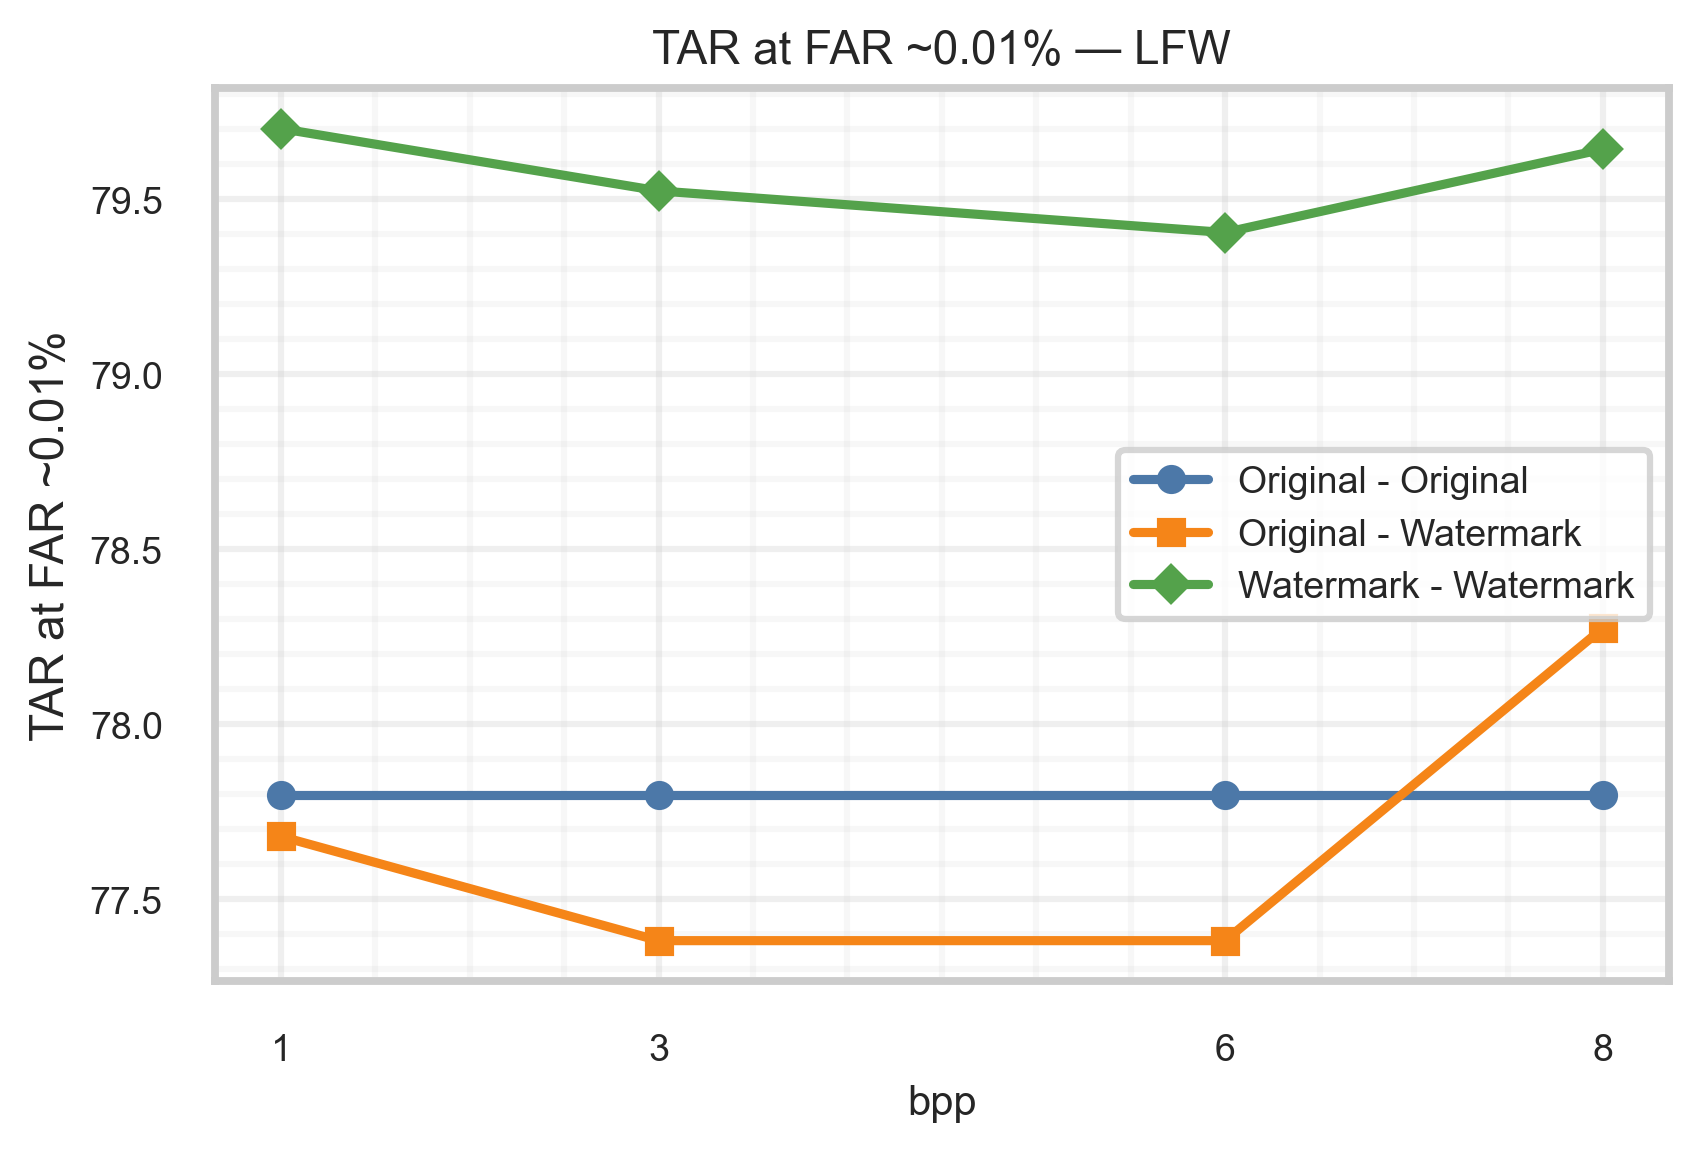 TAR at FAR ~0.01% — LFW
TAR at FAR ~0.01%
79.5
79.0
78.5
78.0
77.5
Original - Original
Original - Watermark
Watermark - Watermark
1 3 6 8
bpp